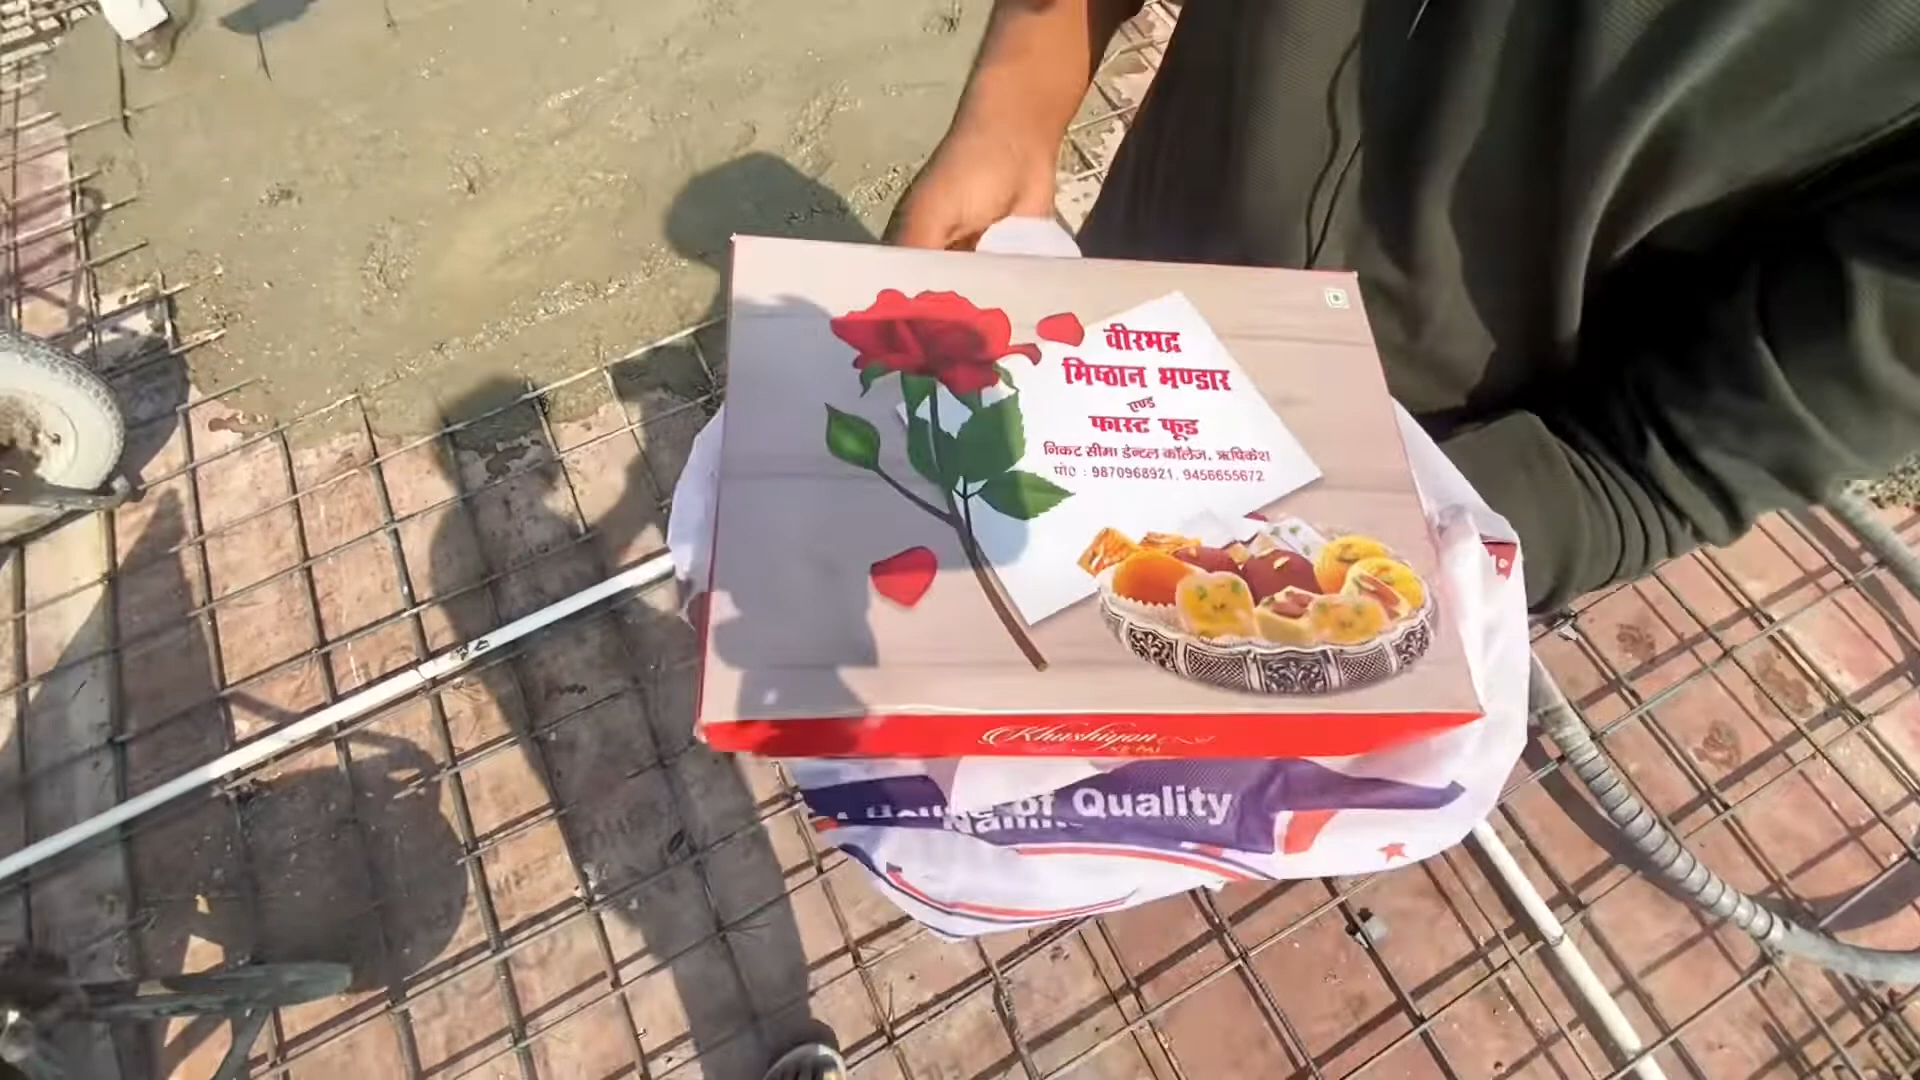 वीरभद्र
मिष्ठान भण्डार
एण्ड
फास्ट फूड
निकट सीमा डेन्टल कॉलेज, ऋषिकेश
मो० : 9870968921, 9456655672
Khushiyan
of Quality